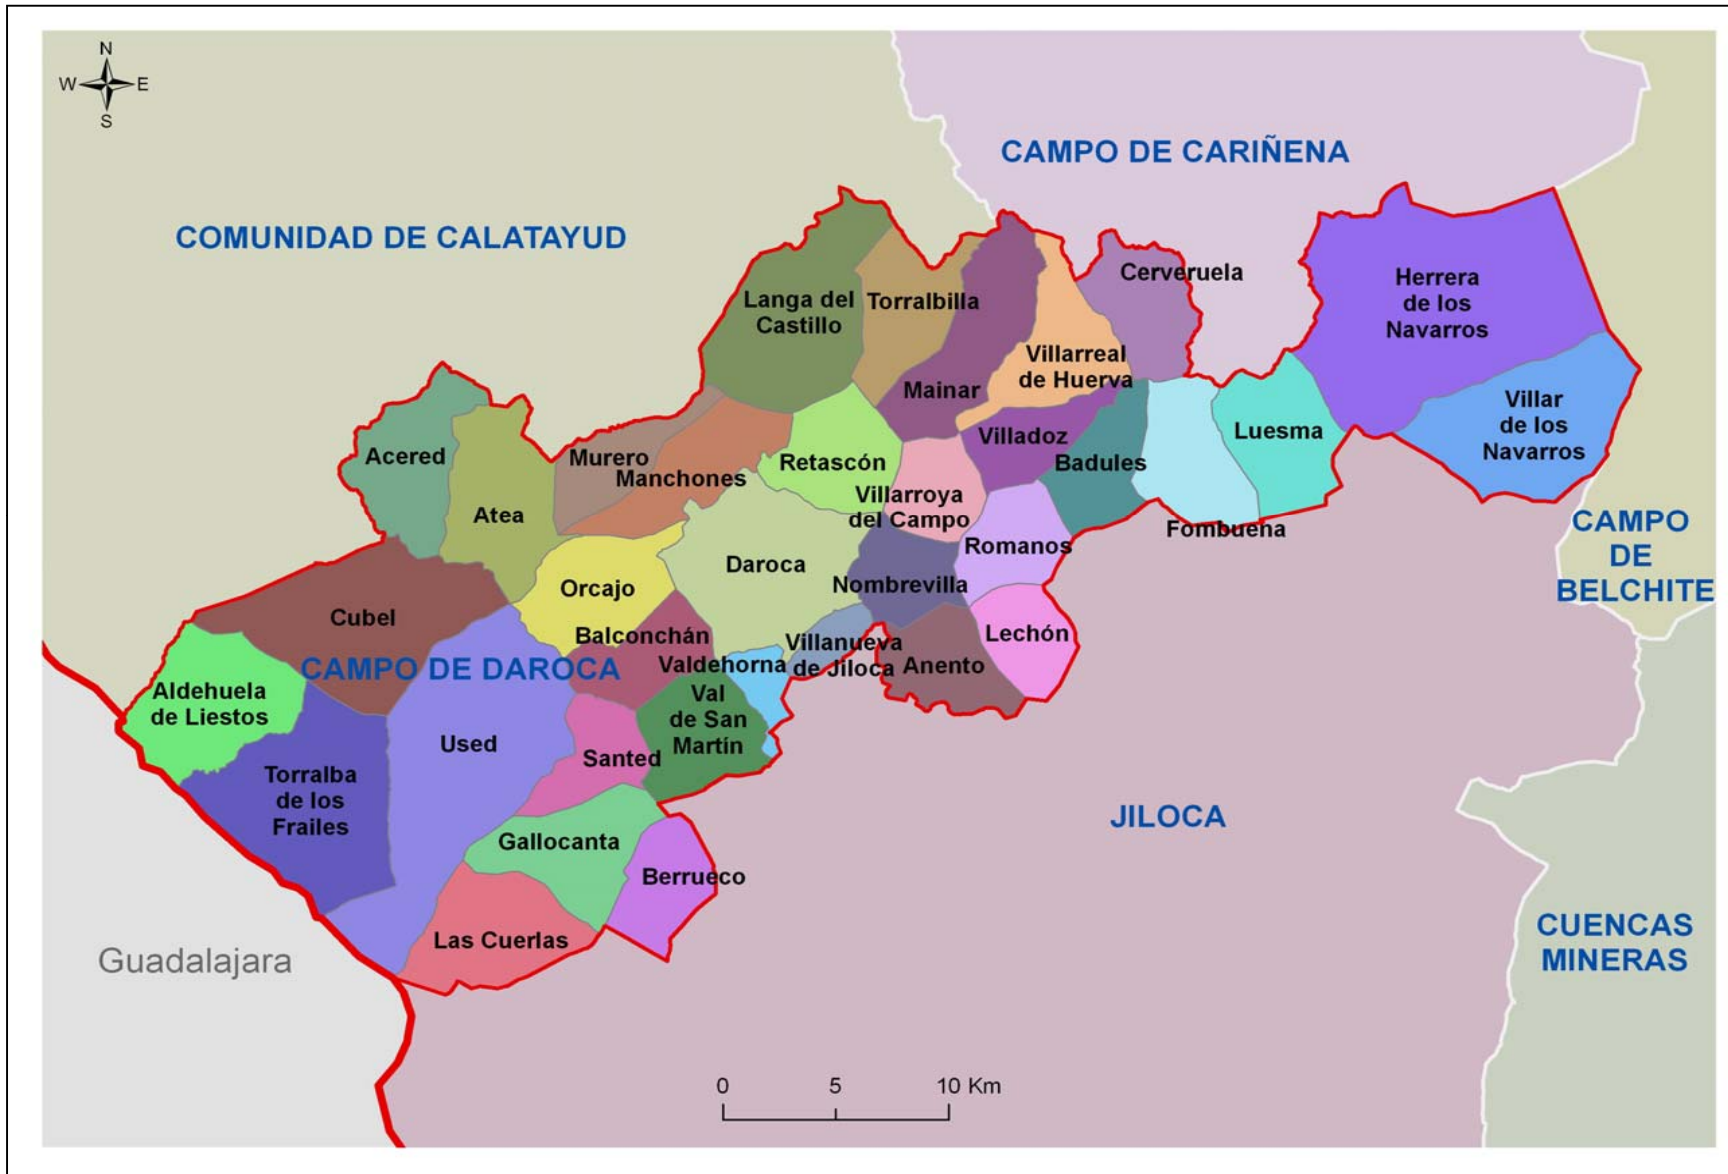 N
W E
S
CAMPO DE CARIÑENA
COMUNIDAD DE CALATAYUD
Cerveruela
Herrera
de los
Navarros
Langa del
Castillo
Torralbilla
Villarreal
de Huerva
Mainar
Villar
de los
Navarros
Luesma
Villadoz
Badules
Acered
Murero
Manchones
Retascón
Villarroya
del Campo
Atea
Fombuena
CAMPO
DE
BELCHITE
Romanos
Daroca
Nombrevilla
Orcajo
Cubel
Balconchán
Lechón
Villanueva
de Jiloca
Valdehorna
Anento
CAMPO DE DAROCA
Aldehuela
de Liestos
Val
de San
Martín
Used
Santed
Torralba
de los
Frailes
JILOCA
Gallocanta
Berrueco
Las Cuerlas
CUENCAS
MINERAS
Guadalajara
0 5 10 Km